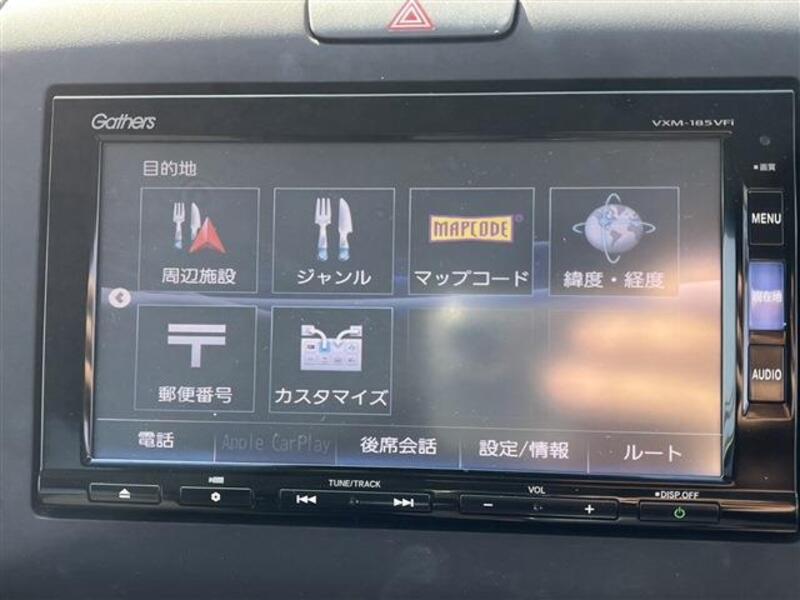 Gathers
VXM-185VFi
目的地
■画質
周辺施設
ジャンル
MAPCODE
マップコード
緯度・経度
MENU
現在地
〒
郵便番号
カスタマイズ
AUDIO
電話
Apple CarPlay
後席会話
設定/情報
ルート
TUNE/TRACK
VOL
■DISP.OFF